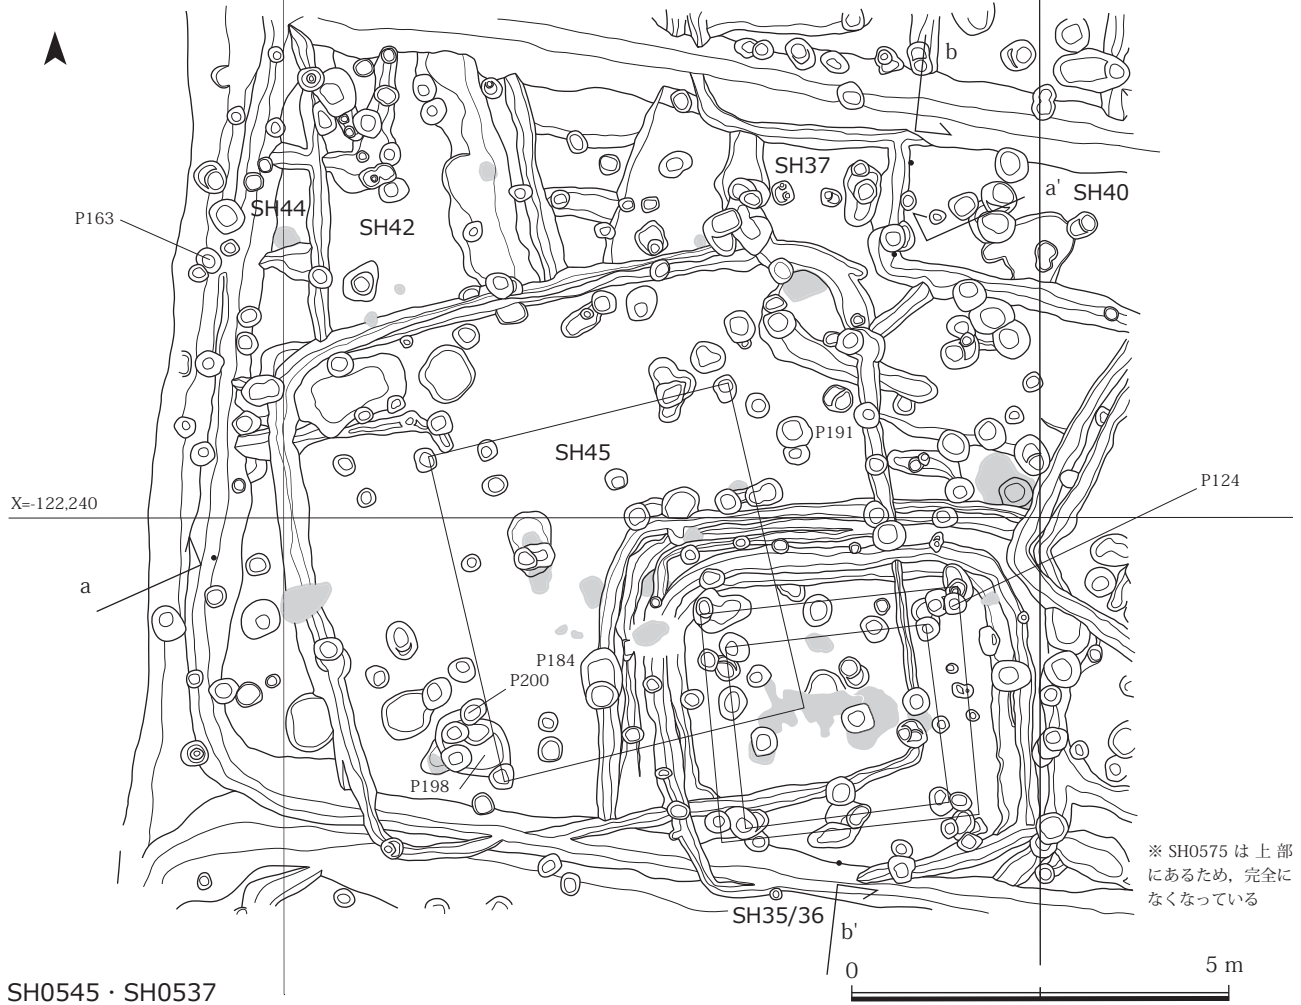 b
SH37
a'
SH40
P163
SH44
SH42
P191
SH45
P124
X=-122,240
a
P184
P200
P198
※ SH0575 は 上 部
にあるため，完全に
なくなっている
SH35/36
b'
0
5 m
SH0545・SH0537